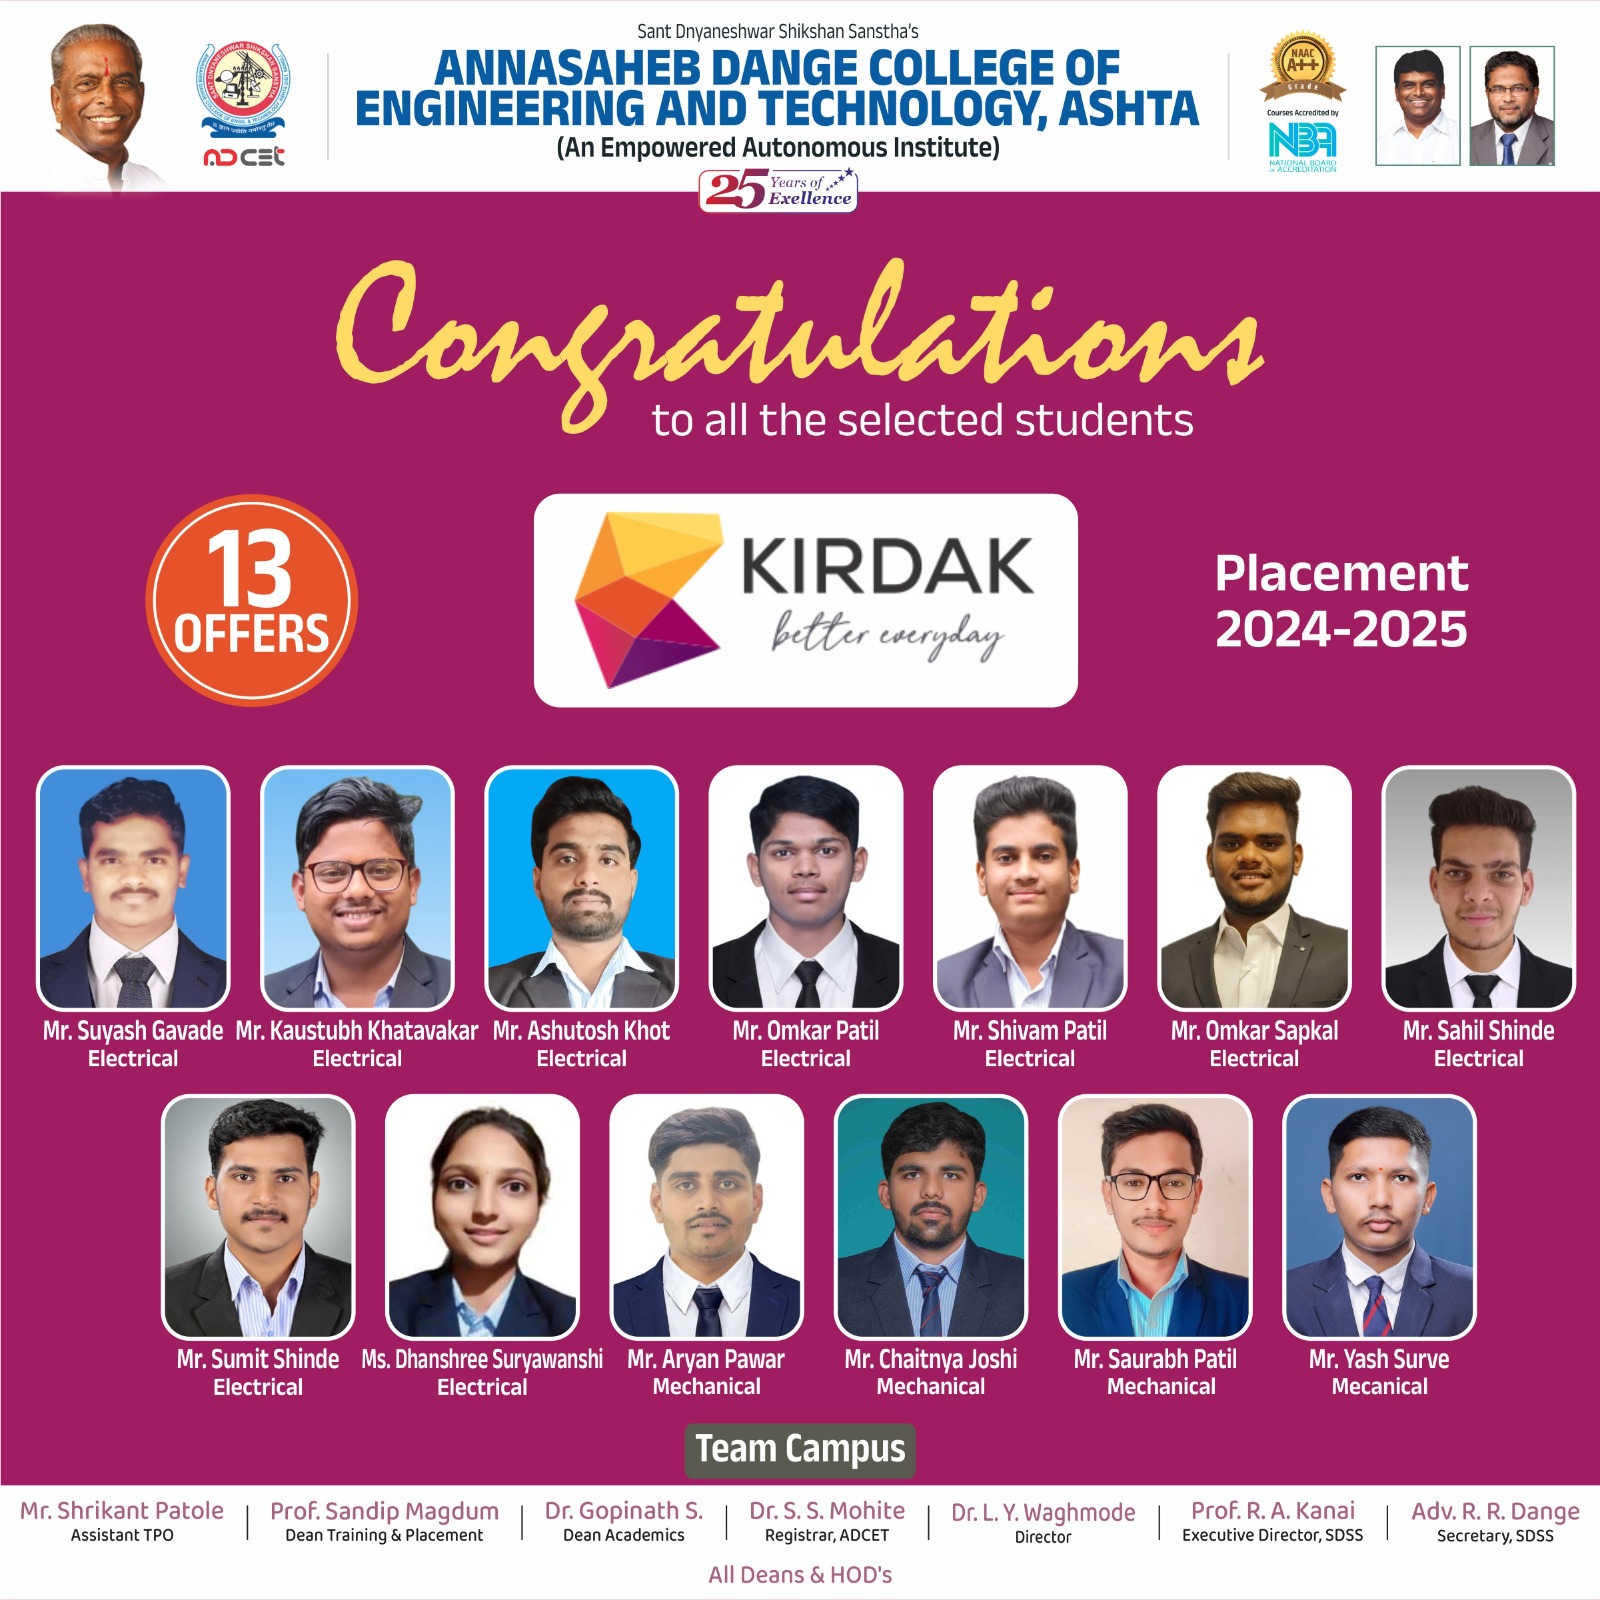 Sant Dnyaneshwar Shikshan Sanstha's
ANNASAHEB DANGE COLLEGE OF
ENGINEERING AND TECHNOLOGY, ASHTA
(An Empowered Autonomous Institute)
ADCET
NAAC
A++
Grade
Courses Accredited by
NBA
NATIONAL BOARD
OF ACCREDITATION
25 Years of
Exellence
Congratulations
to all the selected students
13
OFFERS
KIRDAK
better everyday
Placement
2024-2025
Mr. Suyash Gavade Mr. Kaustubh Khatavakar Mr. Ashutosh Khot Mr. Omkar Patil Mr. Shivam Patil Mr. Omkar Sapkal Mr. Sahil Shinde
Electrical Electrical Electrical Electrical Electrical Electrical Electrical
Mr. Sumit Shinde Ms. Dhanshree Suryawanshi Mr. Aryan Pawar Mr. Chaitnya Joshi Mr. Saurabh Patil Mr. Yash Surve
Electrical Electrical Mechanical Mechanical Mechanical Mecanical
Team Campus
Mr. Shrikant Patole Prof. Sandip Magdum Dr. Gopinath S. Dr. S. S. Mohite Dr. L. Y. Waghmode Prof. R. A. Kanai Adv. R. R. Dange
Assistant TPO Dean Training & Placement Dean Academics Registrar, ADCET Director Executive Director, SDSS Secretary, SDSS
All Deans & HOD's